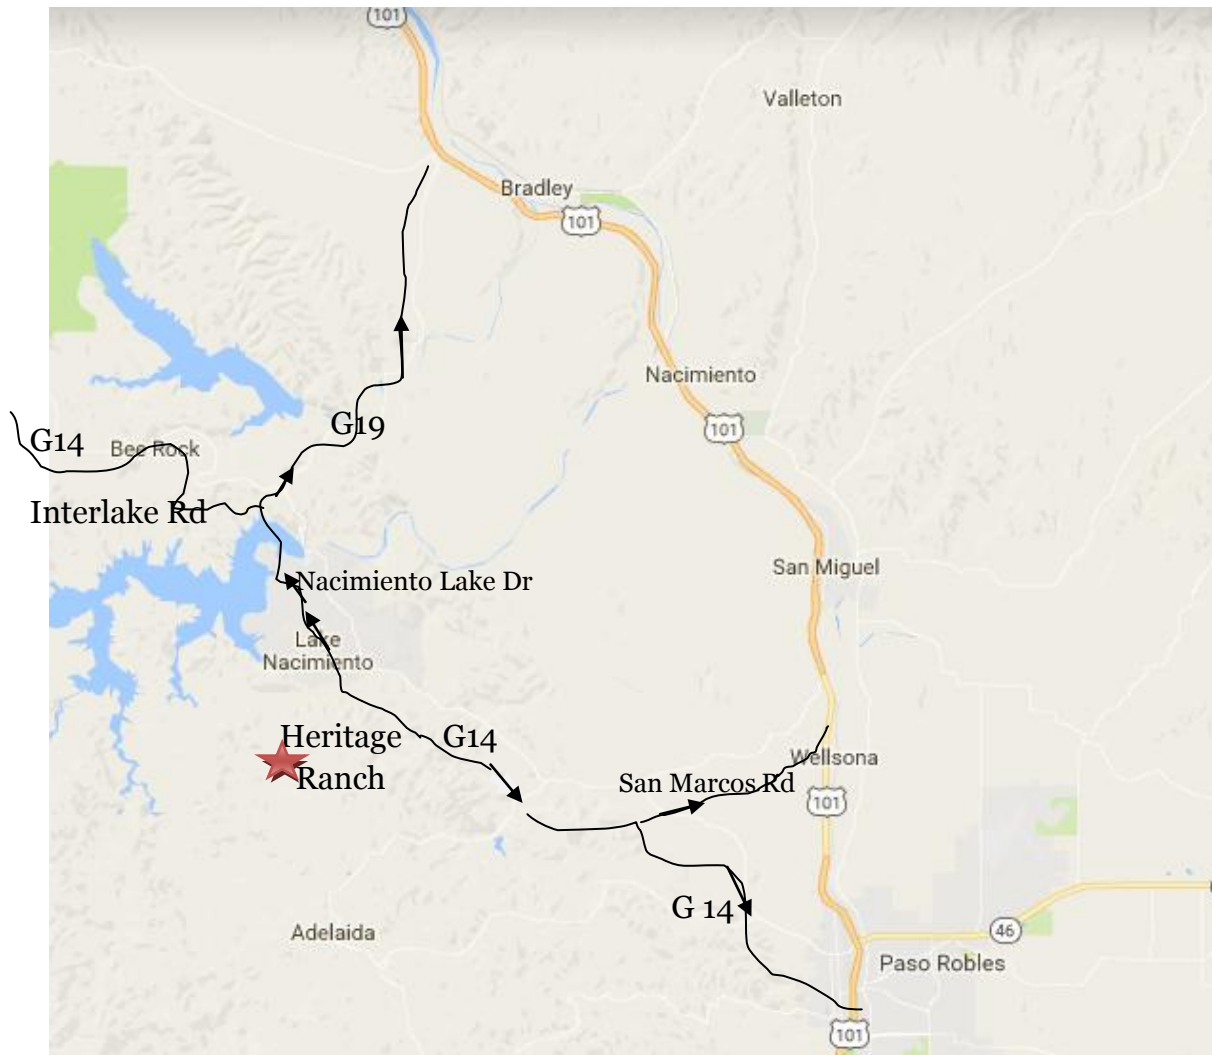 101
Valleton
Bradley
101
Nacimiento
G19
101
G14
Bee Rock
Interlake Rd
San Miguel
Nacimiento Lake Dr
Lake
Nacimiento
Heritage
Ranch
G14
Wellsona
San Marcos Rd
101
G 14
46
Adelaida
Paso Robles
101